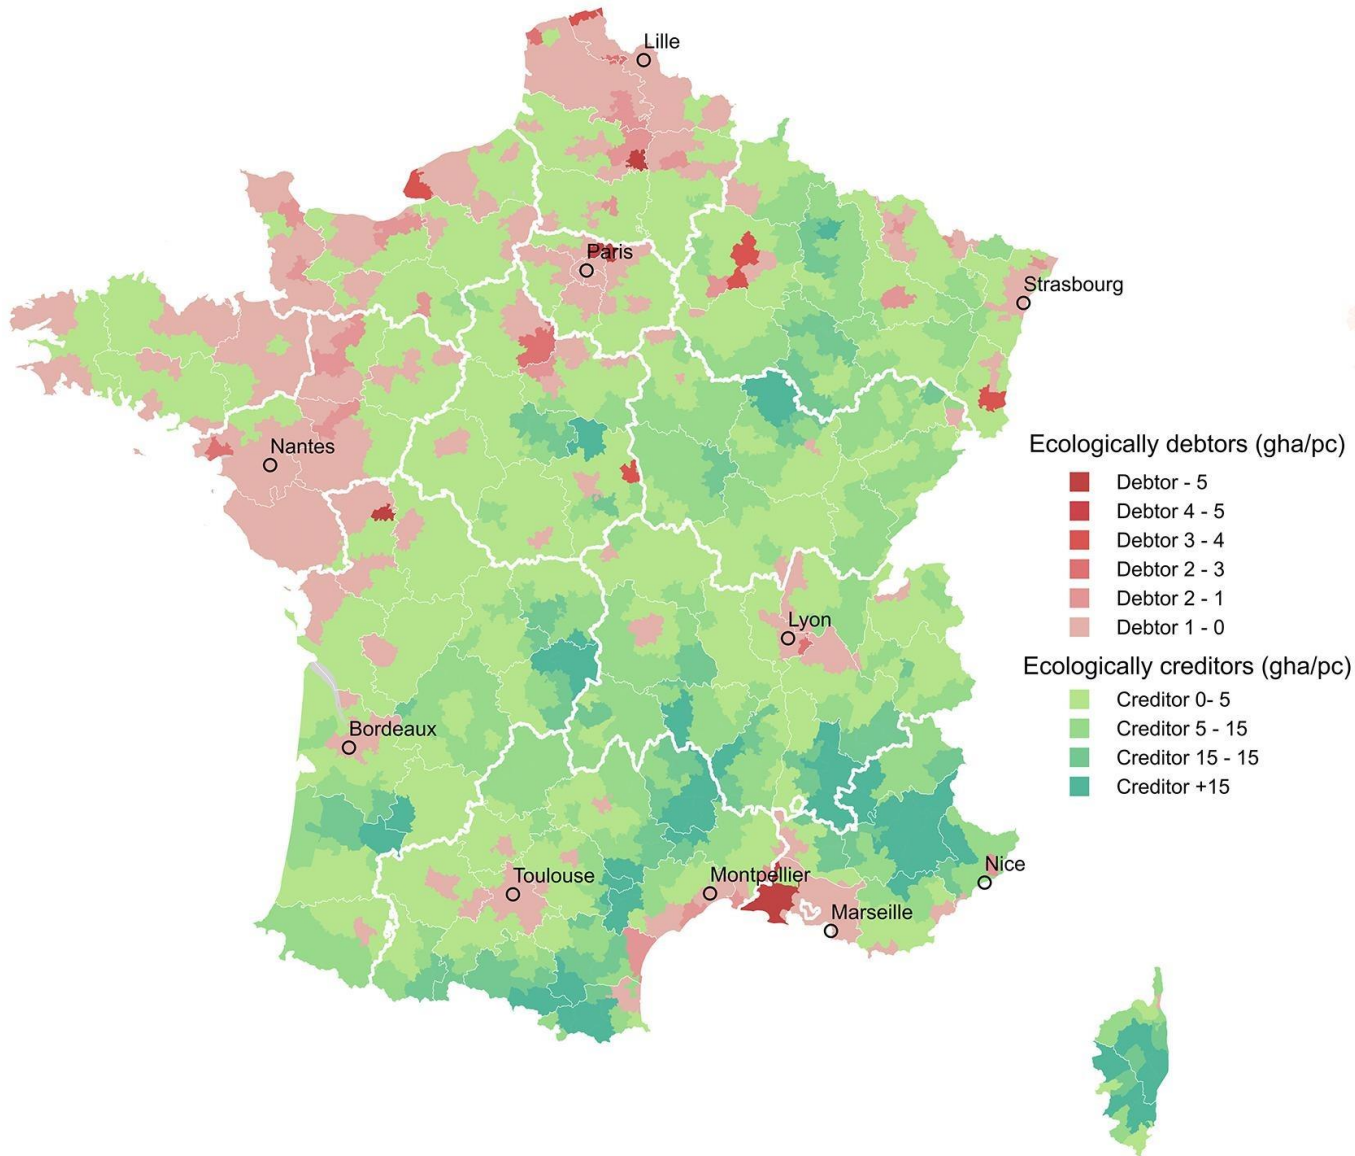 Lille
Paris
Strasbourg
Nantes
Lyon
Bordeaux
Toulouse
Montpellier
Nice
Marseille
Ecologically debtors (gha/pc)
Debtor - 5
Debtor 4 - 5
Debtor 3 - 4
Debtor 2 - 3
Debtor 2 - 1
Debtor 1 - 0
Ecologically creditors (gha/pc)
Creditor 0- 5
Creditor 5 - 15
Creditor 15 - 15
Creditor +15